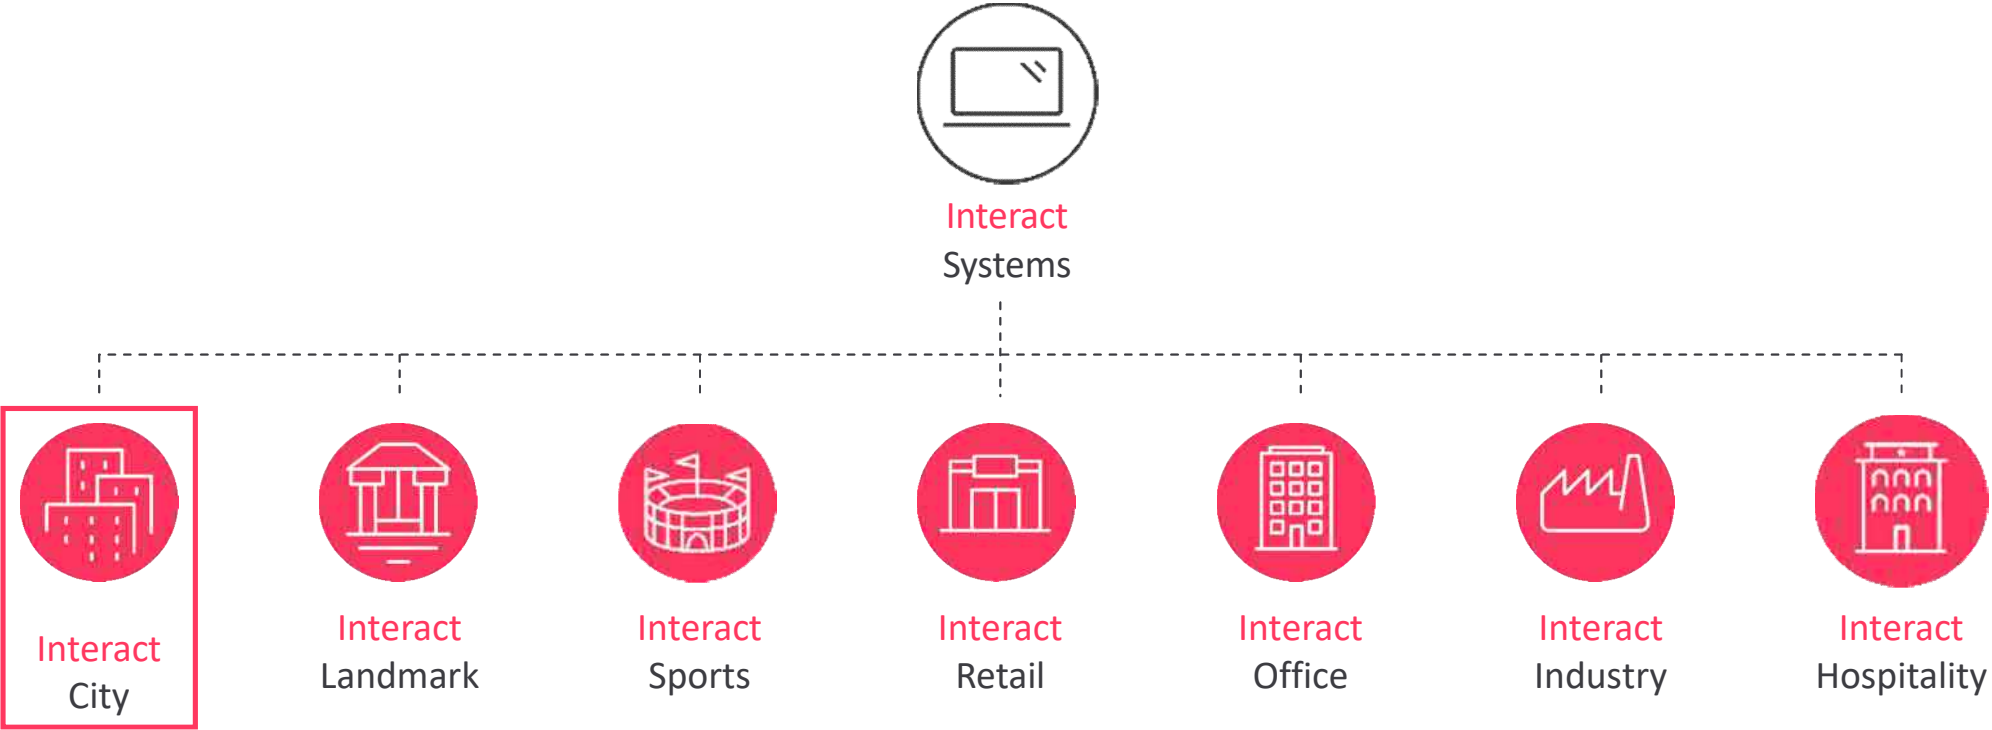 Interact
Systems
Interact
City
Interact
Landmark
Interact
Sports
Interact
Retail
Interact
Office
Interact
Industry
Interact
Hospitality